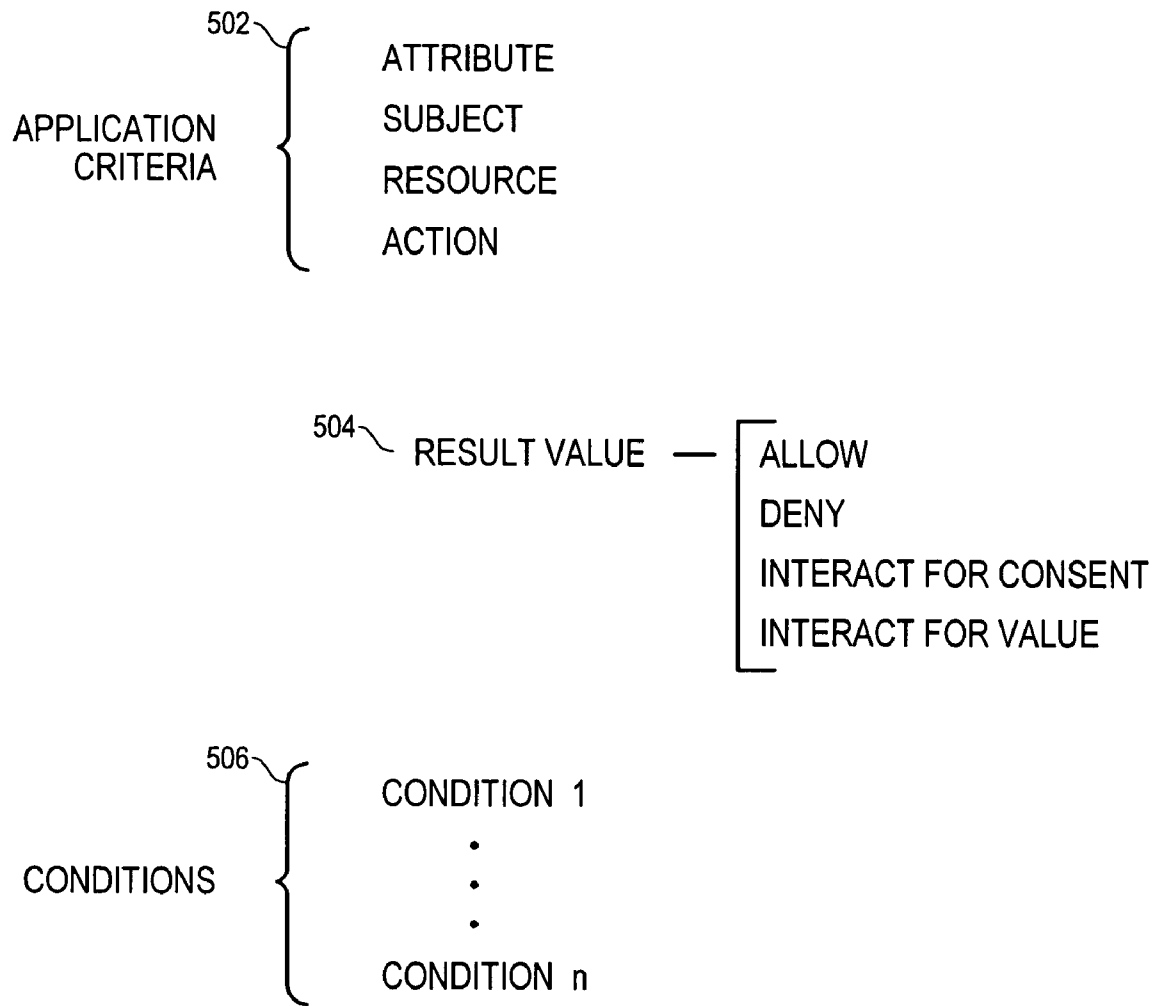 502
ATTRIBUTE
SUBJECT
RESOURCE
ACTION
APPLICATION
CRITERIA
504
RESULT VALUE —
ALLOW
DENY
INTERACT FOR CONSENT
INTERACT FOR VALUE
506
CONDITION 1
CONDITIONS
CONDITION n